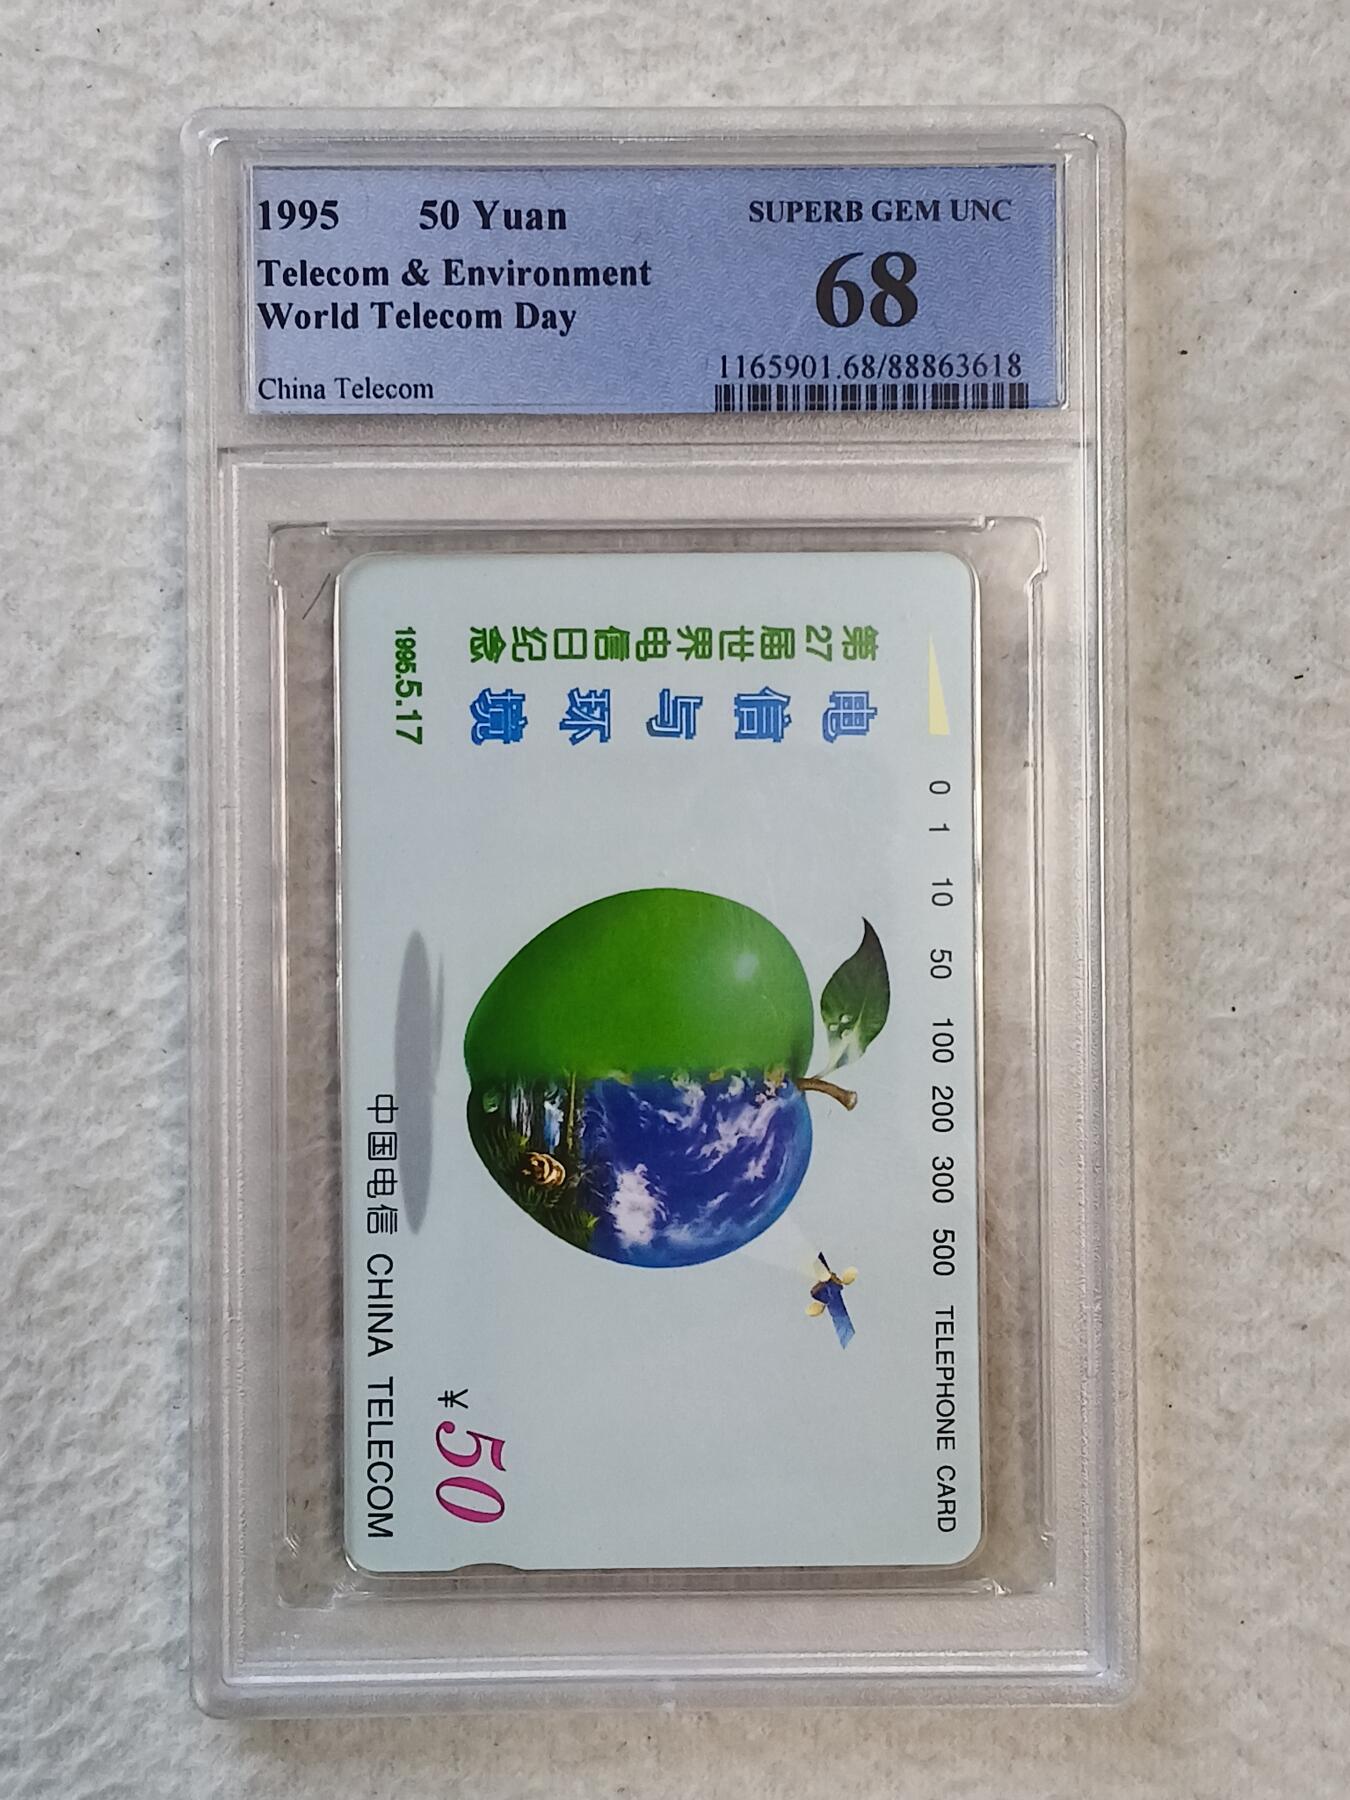 1995 50 Yuan
SUPERB GEM UNC
Telecom & Environment
68
World Telecom Day
1165901.68/88863618
China Telecom
0 1 10 50 100 200 300 500 TELEPHONE CARD
第27届世界电信日纪念
电信与环境
1995.5.17
¥50
中国电信 CHINA TELECOM